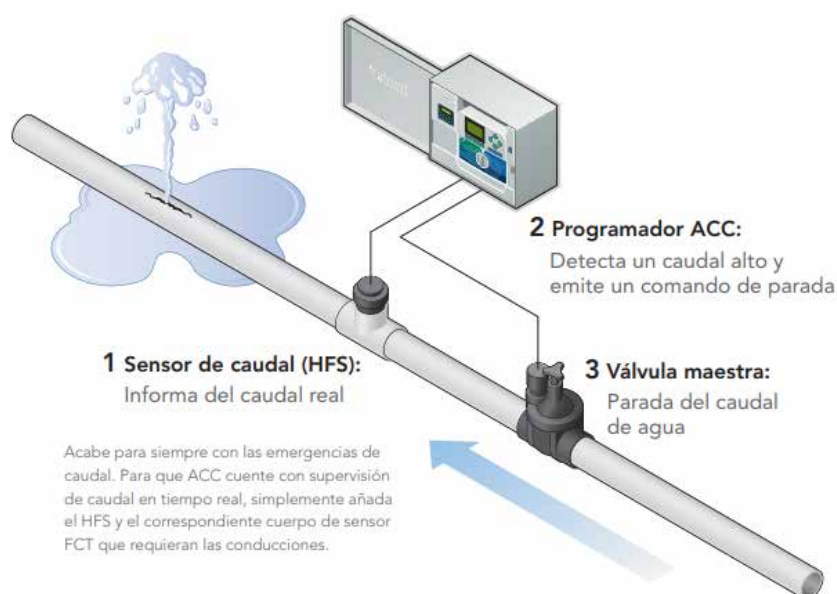 2 Programador ACC:
Detecta un caudal alto y
emite un comando de parada
1 Sensor de caudal (HFS):
Informa del caudal real
3 Válvula maestra:
Parada del caudal
de agua
Acabe para siempre con las emergencias de
caudal. Para que ACC cuente con supervisión
de caudal en tiempo real, simplemente añada
el HFS y el correspondiente cuerpo de sensor
FCT que requieran las conducciones.